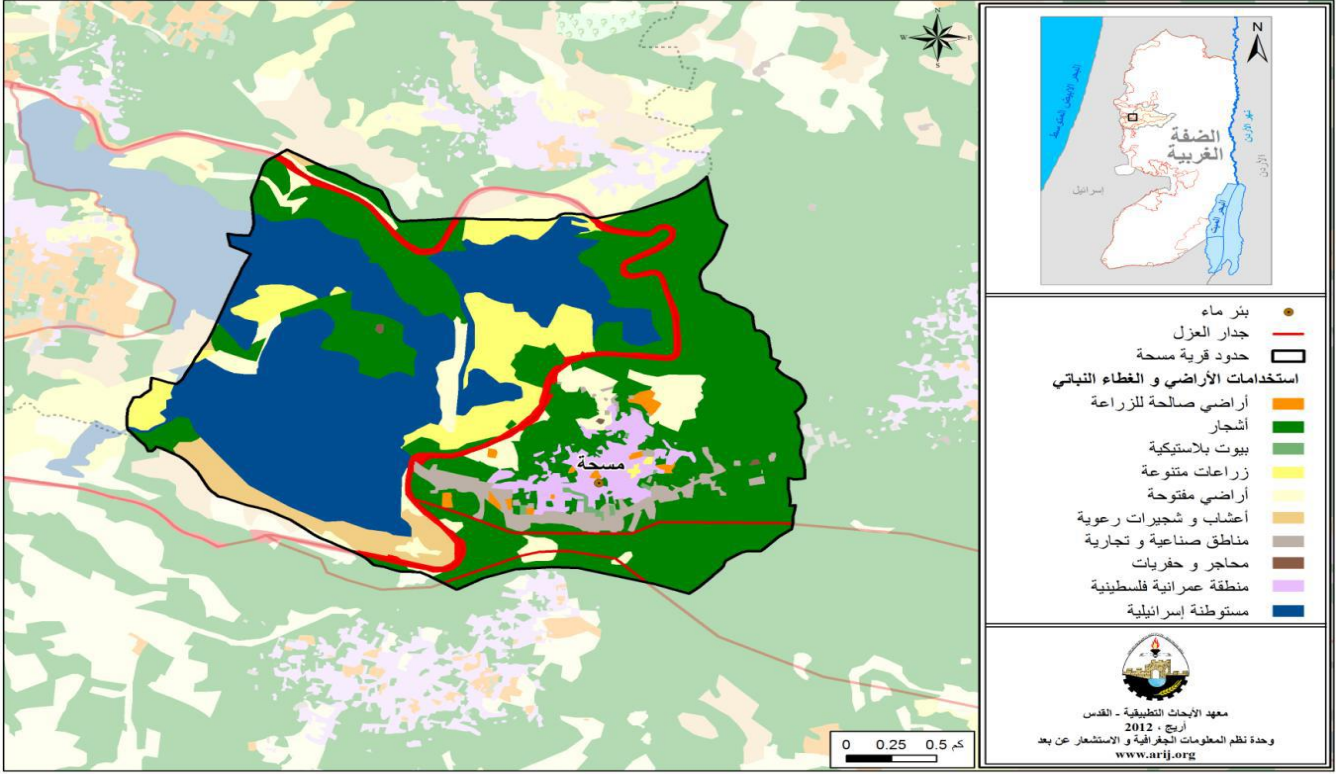 N
W
E
S
N
البحر الابيض المتوسط
نهر الأردن
الضفة
الغربية
الأردن
إسرائيل
البحر الميت
مسحة
بئر ماء
جدار العزل
حدود قرية مسحة
استخدامات الأراضي و الغطاء النباتي
أراضي صالحة للزراعة
أشجار
بيوت بلاستيكية
زراعات متنوعة
أراضي مفتوحة
أعشاب و شجيرات رعوية
مناطق صناعية و تجارية
محاجر و حفريات
منطقة عمرانية فلسطينية
مستوطنة إسرائيلية
0 0.25 0.5 كم
معهد الأبحاث التطبيقية - القدس
أريج ، 2012
وحدة نظم المعلومات الجغرافية و الاستشعار عن بعد
www.arij.org